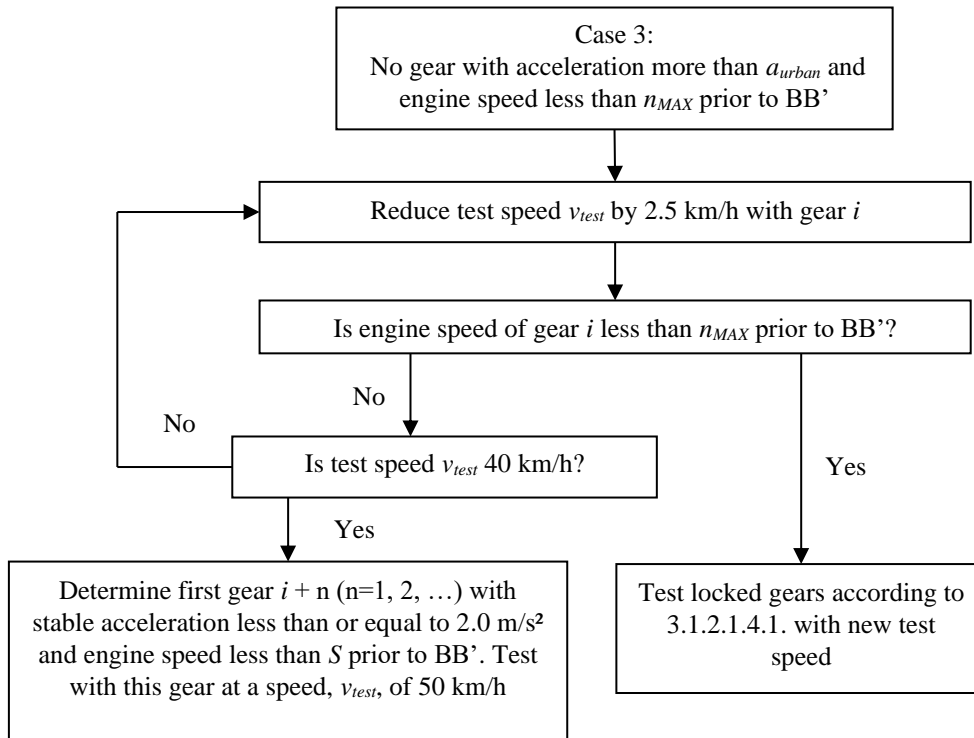 Case 3:
No gear with acceleration more than a_urban and
engine speed less than n_MAX prior to BB’
Reduce test speed v_test by 2.5 km/h with gear i
Is engine speed of gear i less than n_MAX prior to BB’?
No
No
Is test speed v_test 40 km/h?
Yes
Yes
Determine first gear i + n (n=1, 2, …) with
stable acceleration less than or equal to 2.0 m/s²
and engine speed less than S prior to BB’. Test
with this gear at a speed, v_test, of 50 km/h
Test locked gears according to
3.1.2.1.4.1. with new test
speed